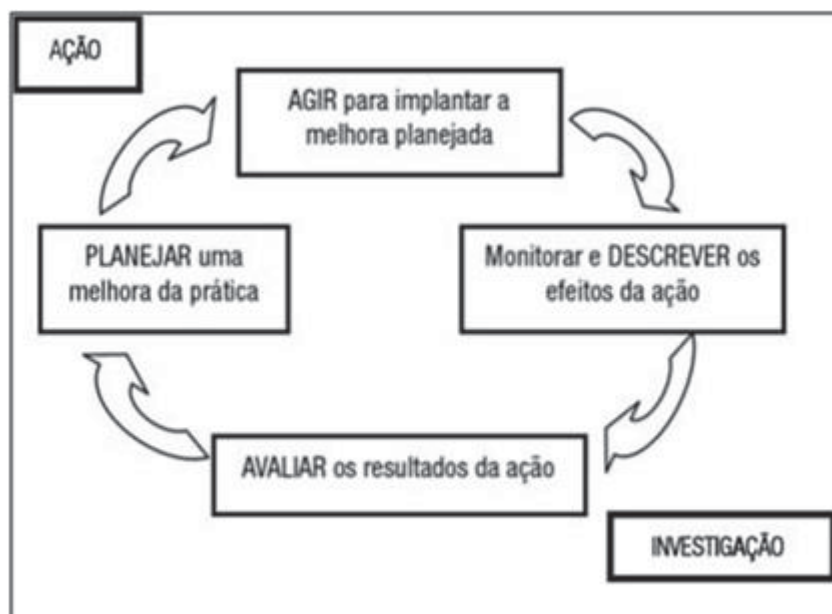 AÇÃO
AGIR para implantar a
melhora planejada
PLANEJAR uma
melhora da prática
Monitorar e DESCREVER os
efeitos da ação
AVALIAR os resultados da ação
INVESTIGAÇÃO